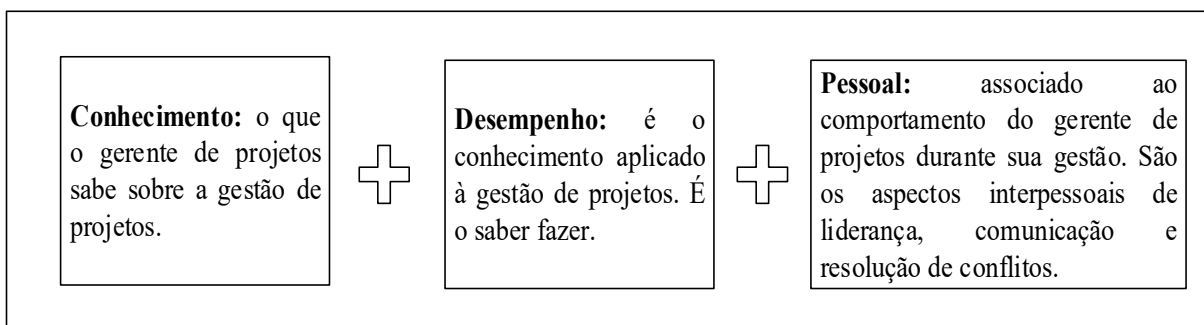 Conhecimento: o que
o gerente de projetos
sabe sobre a gestão de
projetos.
Desempenho: é o
conhecimento aplicado
à gestão de projetos. É
o saber fazer.
Pessoal: associado ao
comportamento do gerente de
projetos durante sua gestão. São
os aspectos interpessoais de
liderança, comunicação e
resolução de conflitos.